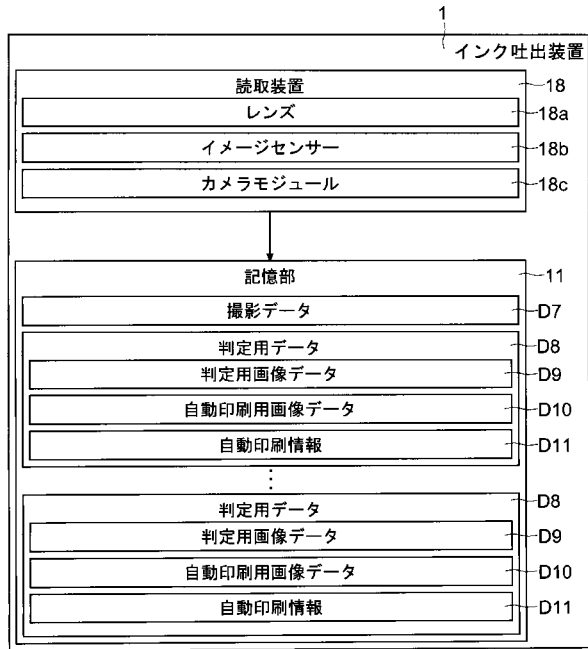 1
インク吐出装置
読取装置 18
レンズ 18a
イメージセンサー 18b
カメラモジュール 18c
記憶部 11
撮影データ D7
判定用データ D8
判定用画像データ D9
自動印刷用画像データ D10
自動印刷情報 D11
⋮
判定用データ D8
判定用画像データ D9
自動印刷用画像データ D10
自動印刷情報 D11